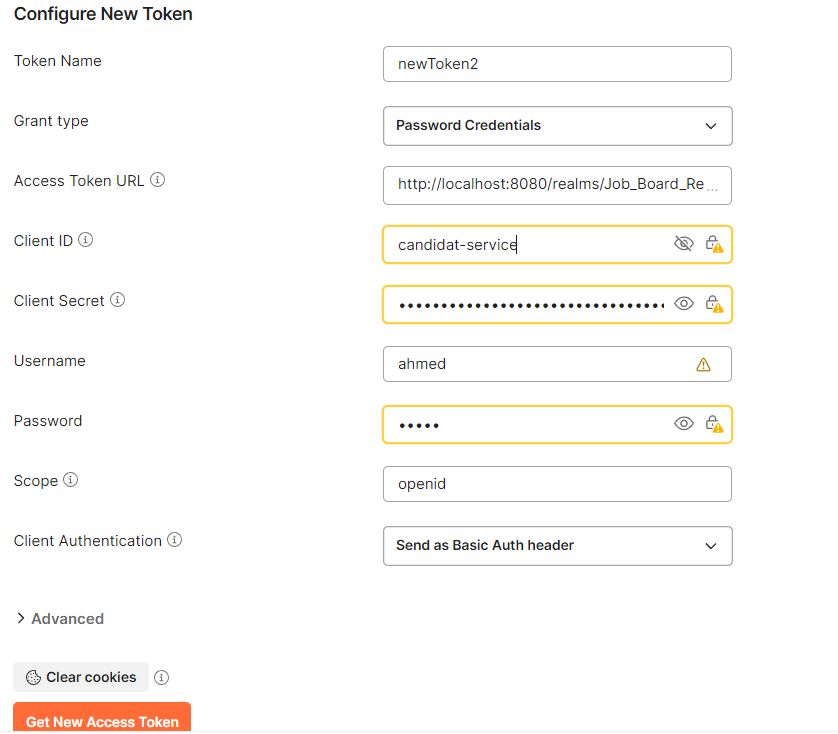 Configure New Token
Token Name
newToken2
Grant type
Password Credentials
Access Token URL
http://localhost:8080/realms/Job_Board_Re...
Client ID
candidat-service
Client Secret
••••••••••••••••••••••••••••••••
Username
ahmed
Password
•••••
Scope
openid
Client Authentication
Send as Basic Auth header
Advanced
Clear cookies
Get New Access Token